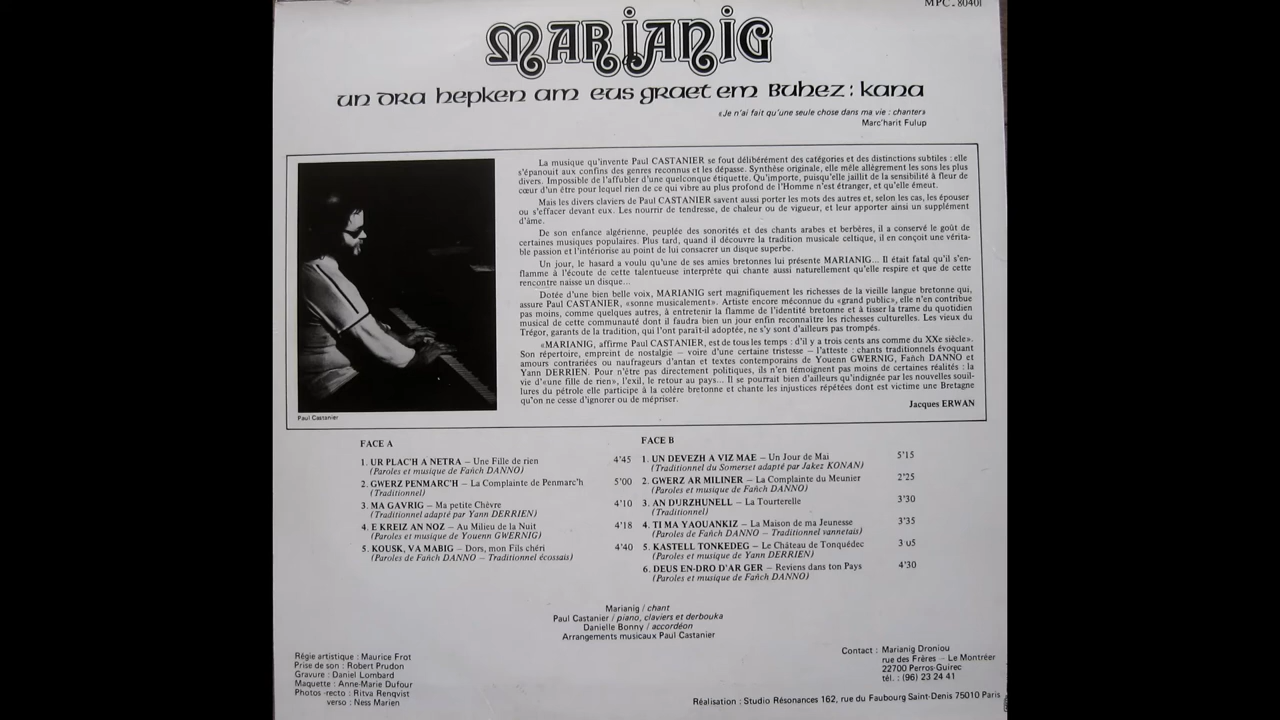 MPC. 80401
MARJANIG
un dra hepken am eus graet em Buhez : kana
«Je n'ai fait qu'une seule chose dans ma vie : chanter»
Marc'harit Fulup
La musique qu'invente Paul CASTANIER se fout délibérément des catégories et des distinctions subtiles : elle
s'épanouit aux confins des genres reconnus et les dépasse. Synthèse originale, elle mêle allègrement les sons les plus
divers. Impossible de l'affubler d'une quelconque étiquette. Qu'importe, puisqu'elle jaillit de la sensibilité à fleur de
cœur d'un être pour lequel rien de ce qui vibre au plus profond de l'Homme n'est étranger, et qu'elle émeut.
Mais les divers claviers de Paul CASTANIER savent aussi porter les mots des autres et, selon les cas, les épouser
ou s'effacer devant eux. Les nourrir de tendresse, de chaleur ou de vigueur, et leur apporter ainsi un supplément
d'âme.
De son enfance algérienne, peuplée des sonorités et des chants arabes et berbères, il a conservé le goût de
certaines musiques populaires. Plus tard, quand il découvre la tradition musicale celtique, il en conçoit une vérita-
ble passion et l'intériorise au point de lui consacrer un disque superbe.
Un jour, le hasard a voulu qu'une de ses amies bretonnes lui présente MARIANIG... Il était fatal qu'il s'en-
flamme à l'écoute de cette talentueuse interprète qui chante aussi naturellement qu'elle respire et que de cette
rencontre naisse un disque...
Dotée d'une bien belle voix, MARIANIG sert magnifiquement les richesses de la vieille langue bretonne qui,
assure Paul CASTANIER, «sonne musicalement». Artiste encore méconnue du «grand public», elle n'en contribue
pas moins, comme quelques autres, à entretenir la flamme de l'identité bretonne et à tisser la trame du quotidien
musical de cette communauté dont il faudra bien un jour enfin reconnaître les richesses culturelles. Les vieux du
Trégor, garants de la tradition, qui l'ont paraît-il adoptée, ne s'y sont d'ailleurs pas trompés.
«MARIANIG, affirme Paul CASTANIER, est de tous les temps : d'il y a trois cents ans comme du XXe siècle».
Son répertoire, empreint de nostalgie – voire d'une certaine tristesse – l'atteste : chants traditionnels évoquant
amours contrariées ou naufrageurs d'antan et textes contemporains de Youenn GWERNIG, Fañch DANNO et
Yann DERRIEN. Pour n'être pas directement politiques, ils n'en témoignent pas moins de certaines réalités : la
vie d'«une fille de rien», l'exil, le retour au pays... Il se pourrait bien d'ailleurs qu'indignée par les nouvelles souil-
lures du pétrole elle participe à la colère bretonne et chante les injustices répétées dont est victime une Bretagne
qu'on ne cesse d'ignorer ou de mépriser.
Jacques ERWAN
Paul Castanier
FACE A
1. UR PLAC'H A NETRA – Une Fille de rien 4'45
(Paroles et musique de Fañch DANNO)
2. GWERZ PENMARC'H – La Complainte de Penmarc'h 5'00
(Traditionnel)
3. MA GAVRIG – Ma petite Chèvre 4'10
(Traditionnel adapté par Yann DERRIEN)
4. E KREIZ AN NOZ – Au Milieu de la Nuit 4'18
(Paroles et musique de Youenn GWERNIG)
5. KOUSK, VA MABIG – Dors, mon Fils chéri 4'40
(Paroles de Fañch DANNO – Traditionnel écossais)
FACE B
1. UN DEVEZH A VIZ MAE – Un Jour de Mai 5'15
(Traditionnel du Somerset adapté par Jakez KONAN)
2. GWERZ AR MILINER – La Complainte du Meunier 2'25
(Paroles et musique de Fañch DANNO)
3. AN DURZHUNELL – La Tourterelle 3'30
(Traditionnel)
4. TI MA YAOUANKIZ – La Maison de ma Jeunesse 3'35
(Paroles de Fañch DANNO – Traditionnel vannetais)
5. KASTELL TONKEDEG – Le Château de Tonquédec 3 05
(Paroles et musique de Yann DERRIEN)
6. DEUS EN-DRO D'AR GER – Reviens dans ton Pays 4'30
(Paroles et musique de Fañch DANNO)
Marianig / chant
Paul Castanier / piano, claviers et derbouka
Danielle Bonny / accordéon
Arrangements musicaux Paul Castanier
Régie artistique : Maurice Frot
Prise de son : Robert Prudon
Gravure : Daniel Lombard
Maquette : Anne-Marie Dufour
Photos -recto : Ritva Renqvist
verso : Ness Marien
Contact : Marianig Droniou
rue des Frères – Le Montréer
22700 Perros-Guirec
tél. : (96) 23 24 41
Réalisation : Studio Résonances 162, rue du Faubourg Saint-Denis 75010 Paris